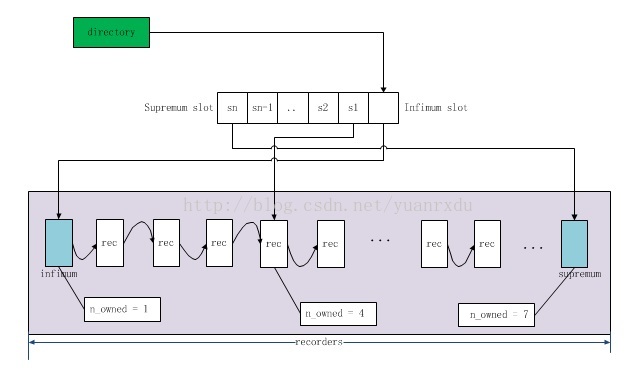 directory
Supremum slot
sn
sn-1
..
s2
s1
Infimum slot
http://blog.csdn.net/yuanrxdu
rec
rec
rec
rec
rec
...
rec
rec
...
infimum
supremum
n_owned = 1
n_owned = 4
n_owned = 7
recorders